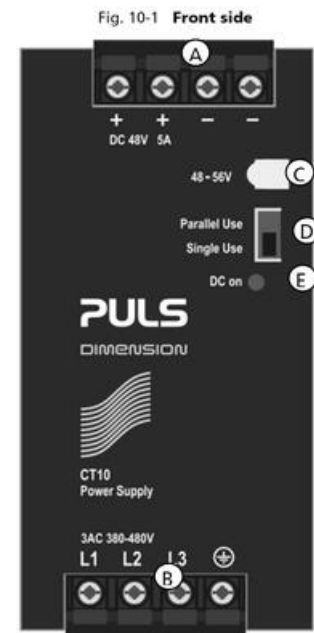 Fig. 10-1 Front side
A
+ + – –
DC 48V 5A
48-56V
C
Parallel Use
D
Single Use
DC on
E
PULS
DIMENSION
CT10
Power Supply
3AC 380-480V
L1 L2 L3
B